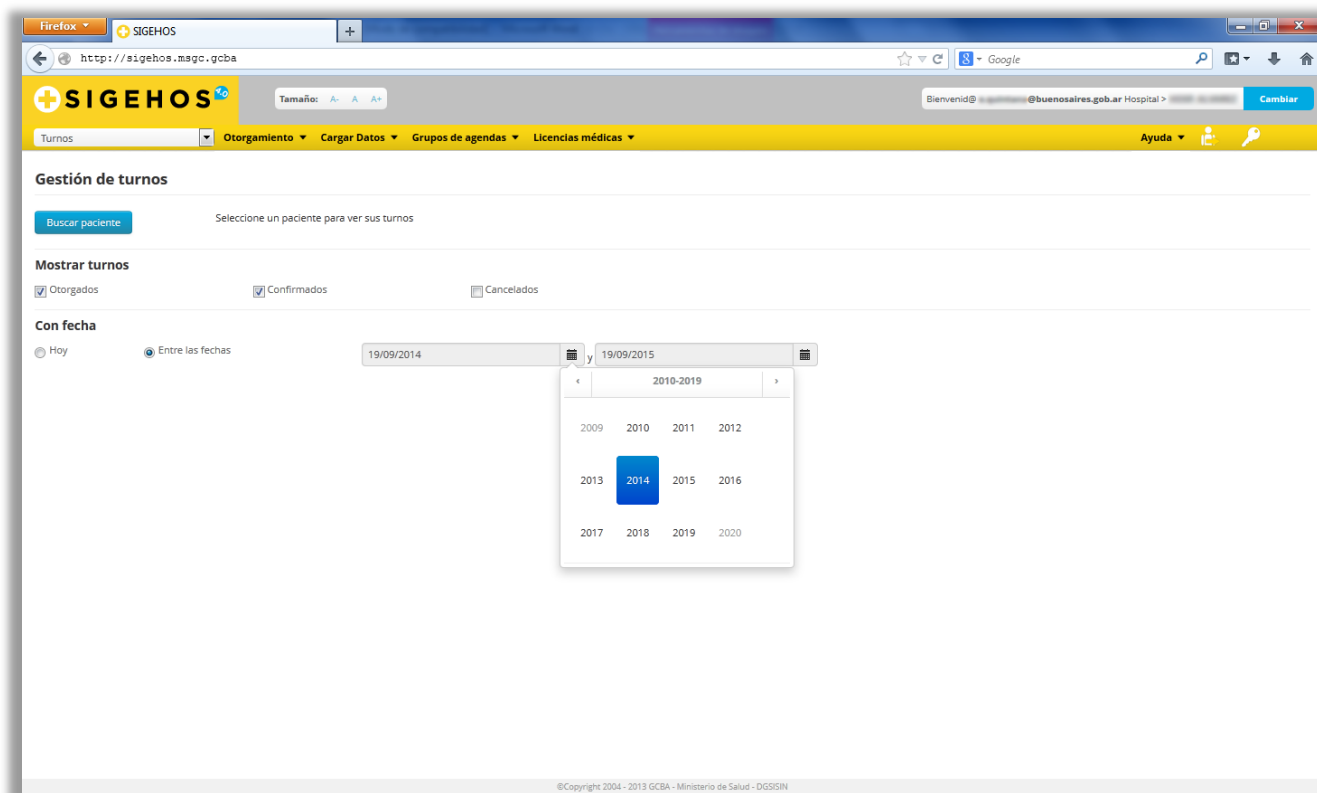 Firefox
SIGEHOS
http://sigehos.msgc.gcba
Google
SIGEHOS
Tamaño: A- A A+
Bienvenid@ @buenosaires.gob.ar Hospital >
Cambiar
Turnos Otorgamiento Cargar Datos Grupos de agendas Licencias médicas Ayuda
Gestión de turnos
Buscar paciente Seleccione un paciente para ver sus turnos
Mostrar turnos
Otorgados Confirmados Cancelados
Con fecha
Hoy Entre las fechas 19/09/2014 y 19/09/2015
‹ 2010-2019 ›
2009 2010 2011 2012
2013 2014 2015 2016
2017 2018 2019 2020
©Copyright 2004 - 2013 GCBA - Ministerio de Salud - DGSISIN